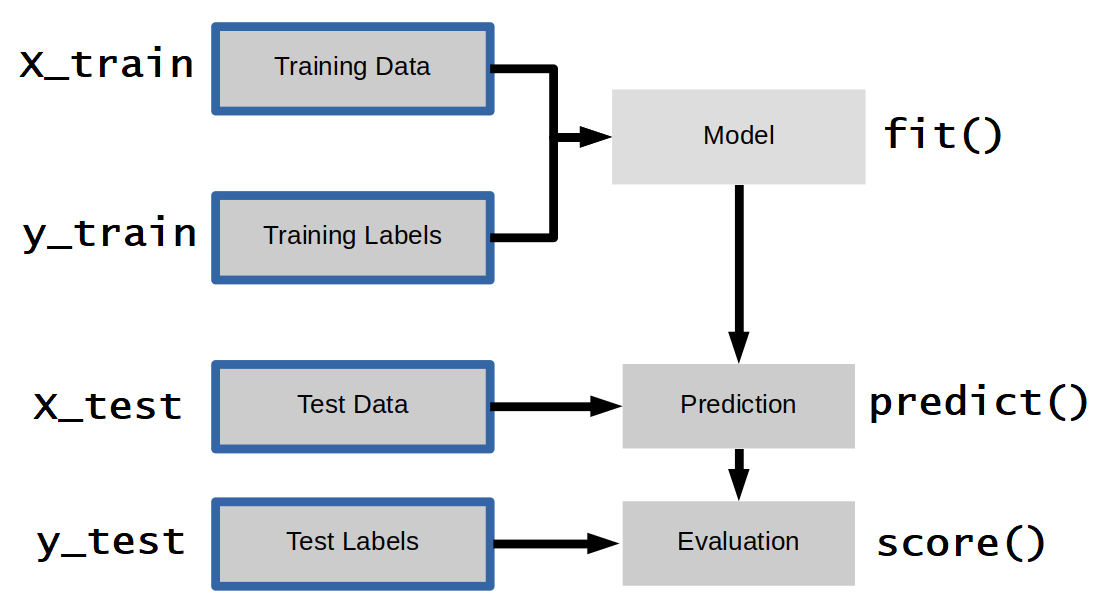 X_train
Training Data
Model
fit()
y_train
Training Labels
X_test
Test Data
Prediction
predict()
y_test
Test Labels
Evaluation
score()